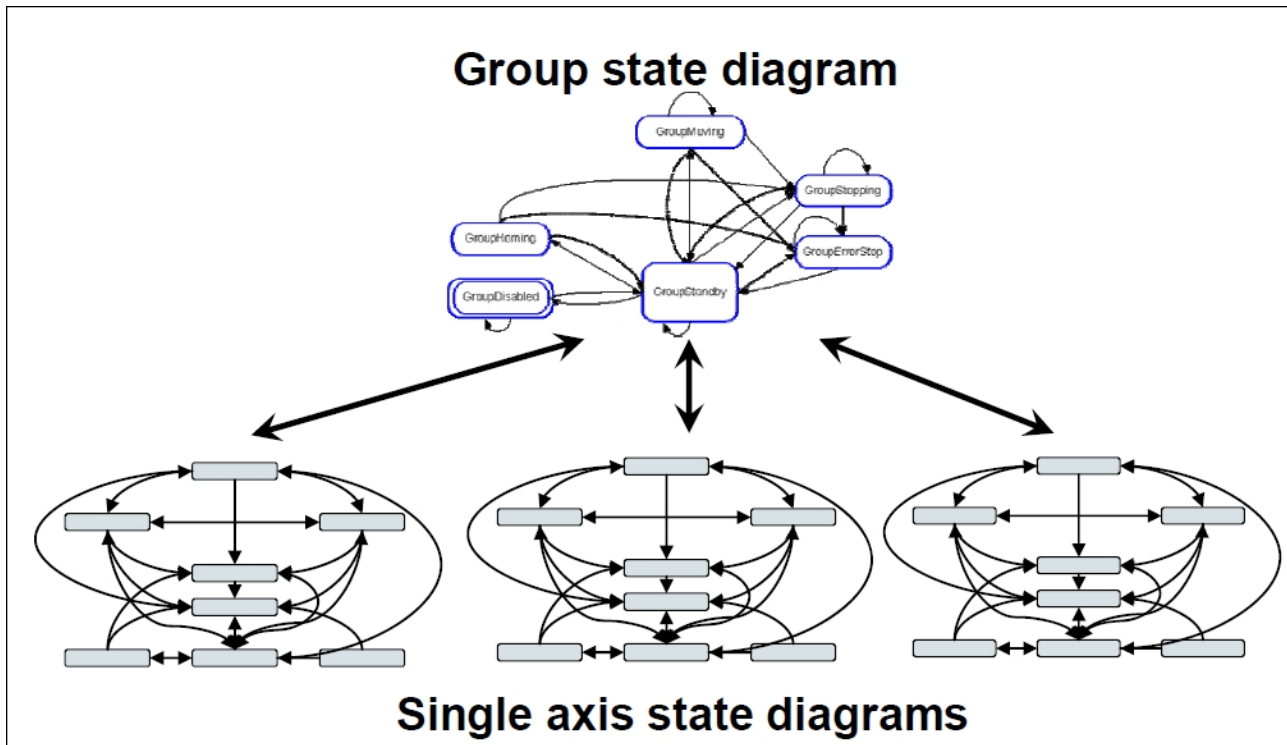 Group state diagram
GroupMoving
GroupStopping
GroupHoming
GroupErrorStop
GroupDisabled
GroupStandby
Single axis state diagrams